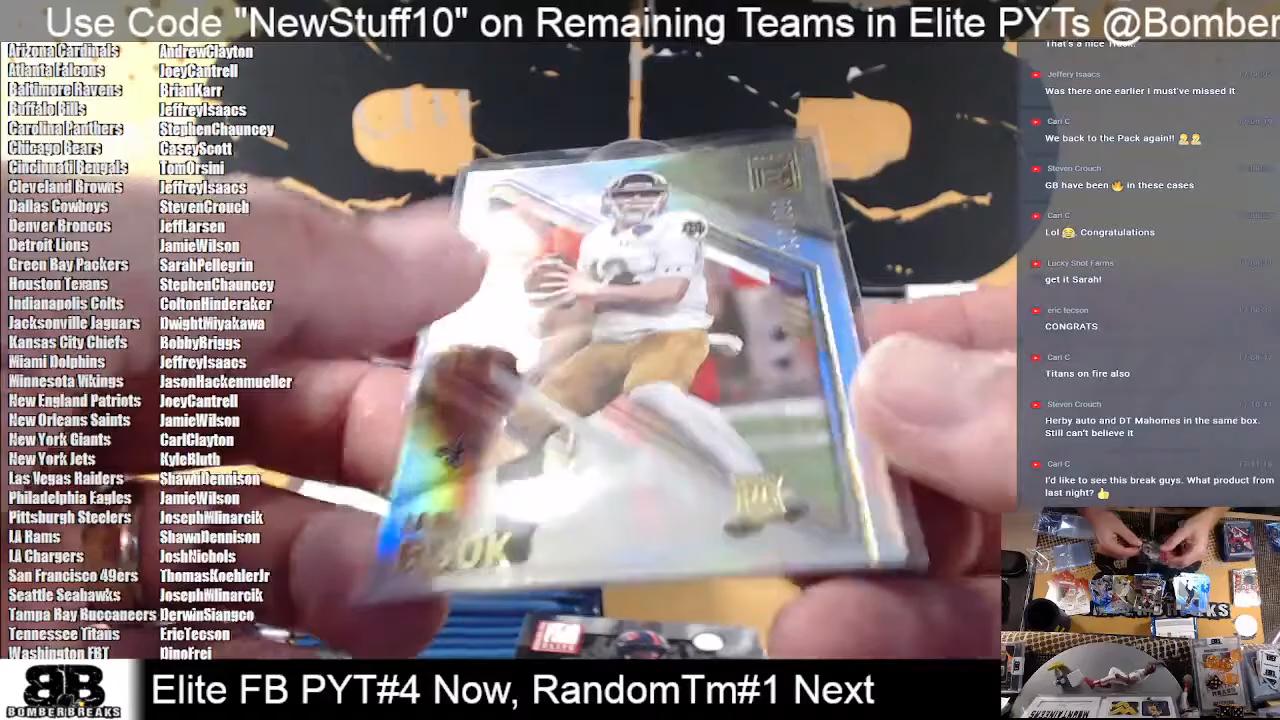 Use Code "NewStuff10" on Remaining Teams in Elite PYTs @Bomber
Arizona Cardinals AndrewClayton
Atlanta Falcons JoeyCantrell
Baltimore Ravens BrianKarr
Buffalo Bills JeffreyIsaacs
Carolina Panthers StephenChauncey
Chicago Bears CaseyScott
Cincinnati Bengals TomOrsini
Cleveland Browns JeffreyIsaacs
Dallas Cowboys StevenCrouch
Denver Broncos JeffLarsen
Detroit Lions JamieWilson
Green Bay Packers SarahPellegrin
Houston Texans StephenChauncey
Indianapolis Colts ColtonHinderaker
Jacksonville Jaguars DwightMiyakawa
Kansas City Chiefs BobbyBriggs
Miami Dolphins JeffreyIsaacs
Minnesota Vikings JasonHackenmueller
New England Patriots JoeyCantrell
New Orleans Saints JamieWilson
New York Giants CarlClayton
New York Jets KyleBluth
Las Vegas Raiders ShawnDennison
Philadelphia Eagles JamieWilson
Pittsburgh Steelers JosephMlinarcik
LA Rams ShawnDennison
LA Chargers JoshNichols
San Francisco 49ers ThomasKoehlerJr
Seattle Seahawks JosephMlinarcik
Tampa Bay Buccaneers DerwinSiangco
Tennessee Titans EricTecson
Washington FBT DinoFrei
That's a nice
Jeffery Isaacs
Was there one earlier I must've missed it
Carl C
We back to the Pack again!!
Steven Crouch
GB have been 🔥 in these cases
Carl C
Lol 😂. Congratulations
Lucky Shot Farms
get it Sarah!
eric tecson
CONGRATS
Carl C
Titans on fire also
Steven Crouch
Herby auto and DT Mahomes in the same box.
Still can't believe it
Carl C
I'd like to see this break guys. What product from
last night? 👍
ELITE
BB
BOMBERBREAKS
Elite FB PYT#4 Now, RandomTm#1 Next